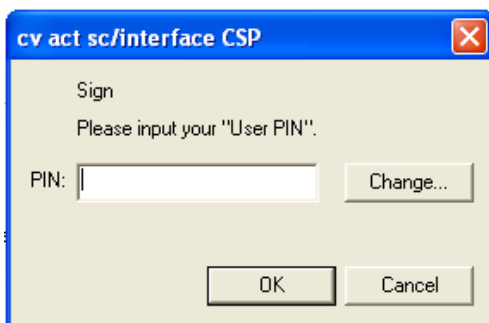 cv act sc/interface CSP
Sign
Please input your "User PIN".
PIN: Change...
OK Cancel